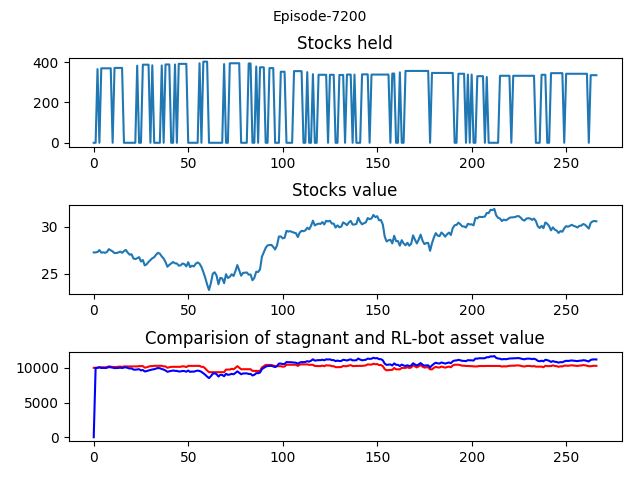 Episode-7200
Stocks held
400
200
0
0 50 100 150 200 250
Stocks value
30
25
0 50 100 150 200 250
Comparision of stagnant and RL-bot asset value
10000
5000
0
0 50 100 150 200 250